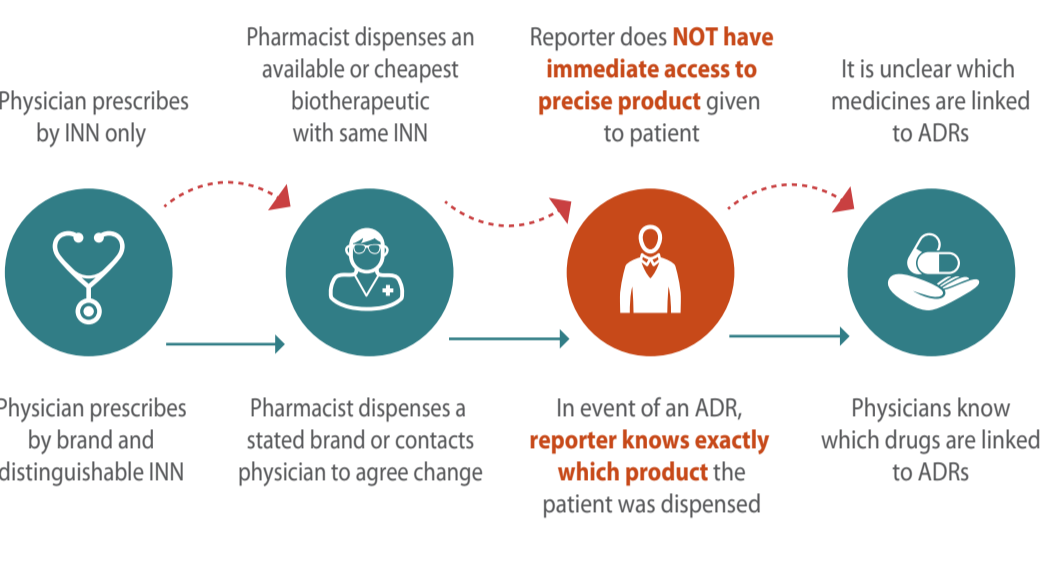 Physician prescribes
by INN only
Pharmacist dispenses an
available or cheapest
biotherapeutic
with same INN
Reporter does NOT have
immediate access to
precise product given
to patient
It is unclear which
medicines are linked
to ADRs
Physician prescribes
by brand and
distinguishable INN
Pharmacist dispenses a
stated brand or contacts
physician to agree change
In event of an ADR,
reporter knows exactly
which product the
patient was dispensed
Physicians know
which drugs are linked
to ADRs